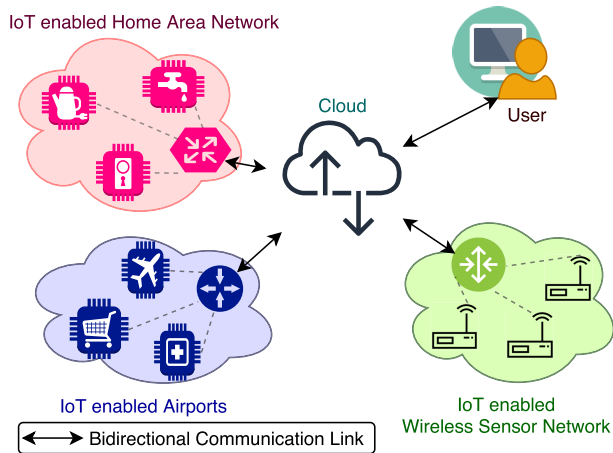 IoT enabled Home Area Network
Cloud
User
IoT enabled Airports
IoT enabled
Wireless Sensor Network
Bidirectional Communication Link